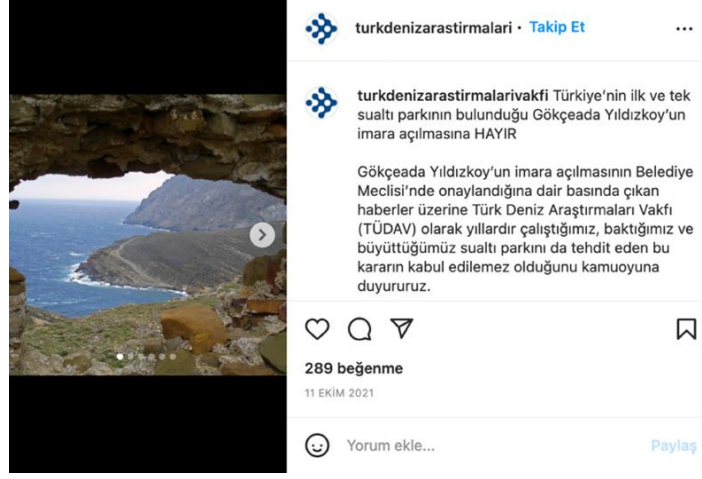 turkdenizarastirmalari • Takip Et
turkdenizarastirmalarivakfi Türkiye'nin ilk ve tek
sualtı parkının bulunduğu Gökçeada Yıldızkoy'un
imara açılmasına HAYIR
Gökçeada Yıldızkoy'un imara açılmasının Belediye
Meclisi'nde onaylandığına dair basında çıkan
haberler üzerine Türk Deniz Araştırmaları Vakfı
(TÜDAV) olarak yıllardır çalıştığımız, baktığımız ve
büyüttüğümüz sualtı parkını da tehdit eden bu
kararın kabul edilemez olduğunu kamuoyuna
duyururuz.
289 beğenme
11 EKİM 2021
Yorum ekle...
Paylaş